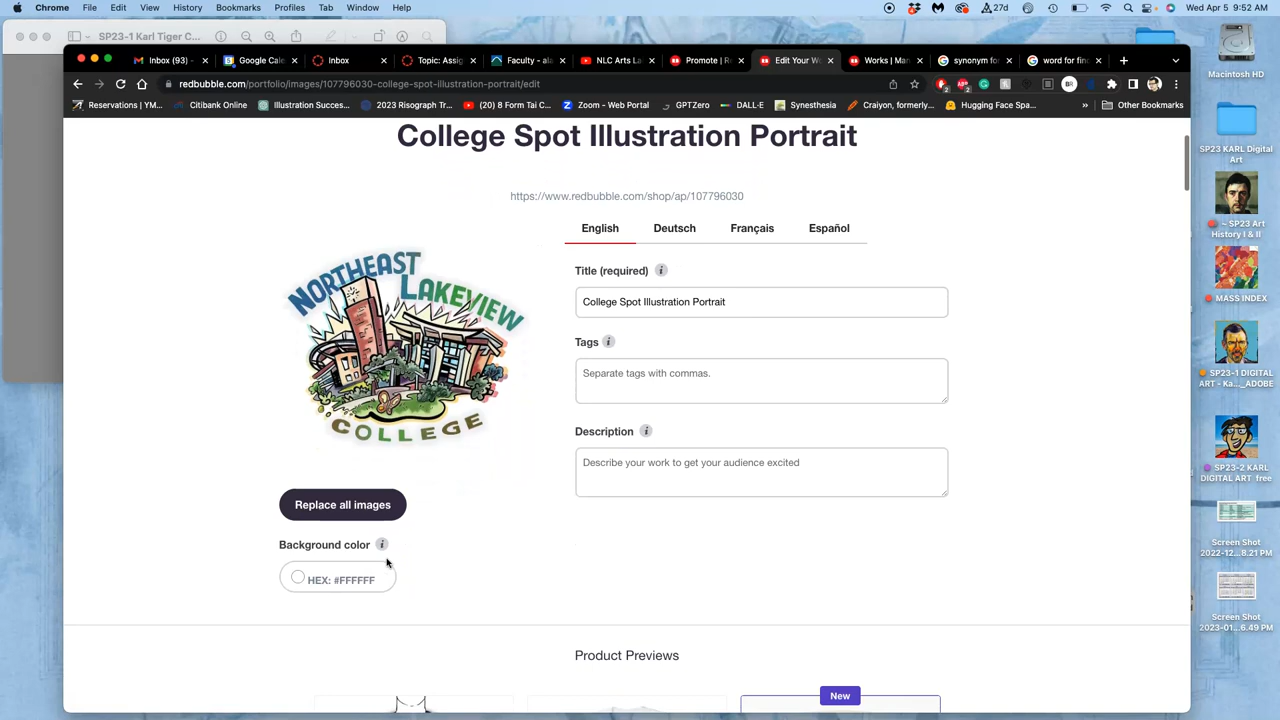 Chrome File Edit View History Bookmarks Profiles Tab Window Help
27d
Wed Apr 5 9:52 AM
SP23-1 Karl Tiger C...
Inbox (93) -
Google Cale
Inbox
Topic: Assig
Faculty - ala
NLC Arts La
Promote | R
Edit Your Wo
Works | Man
synonym for
word for find
redbubble.com/portfolio/images/107796030-college-spot-illustration-portrait/edit
Reservations | YM...
Citibank Online
Illustration Succes...
2023 Risograph Tr...
(20) 8 Form Tai C...
Zoom - Web Portal
GPTZero
DALL·E
Synesthesia
Craiyon, formerly...
Hugging Face Spa...
»
Other Bookmarks
College Spot Illustration Portrait
https://www.redbubble.com/shop/ap/107796030
English
Deutsch
Français
Español
NORTHEAST
LAKEVIEW
COLLEGE
Title (required)
College Spot Illustration Portrait
Tags
Separate tags with commas.
Description
Describe your work to get your audience excited
Replace all images
Background color
HEX: #FFFFFF
Product Previews
New
Macintosh HD
SP23 KARL Digital
Art
~ SP23 Art
History I & II
MASS INDEX
SP23-1 DIGITAL
ART - Ka..._ADOBE
SP23-2 KARL
DIGITAL ART free
Screen Shot
2022-12...8.21 PM
Screen Shot
2023-01...6.49 PM